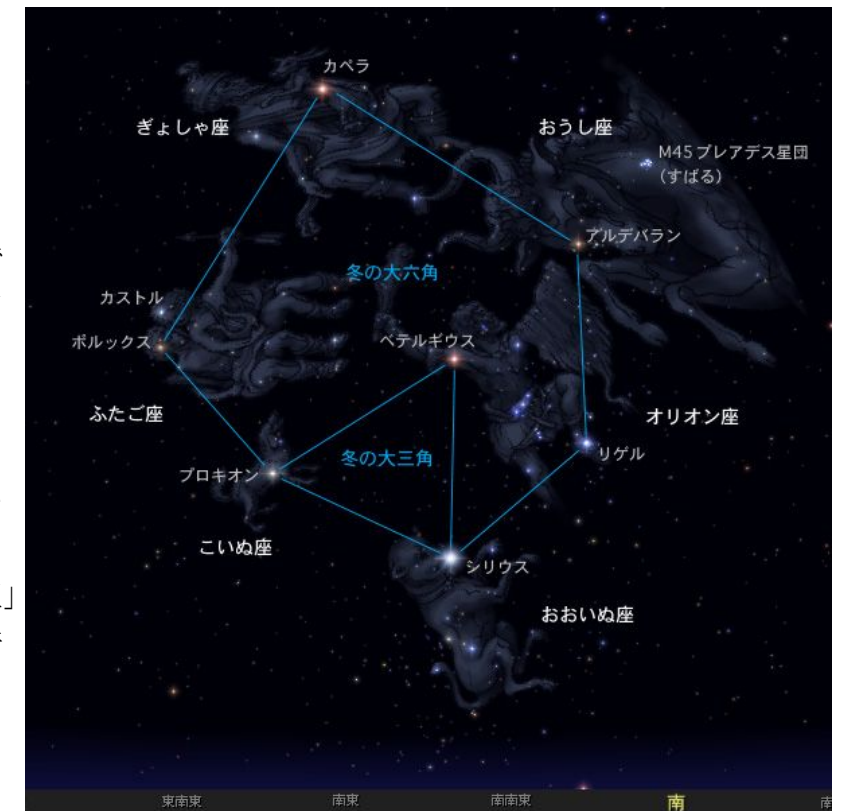 カペラ
ぎょしゃ座
おうし座
M45プレアデス星団
(すばる)
アルデバラン
冬の大六角
カストル
ポルックス
ベテルギウス
ふたご座
オリオン座
リゲル
冬の大三角
プロキオン
こいぬ座
シリウス
おおいぬ座
東南東
南東
南南東
南
南